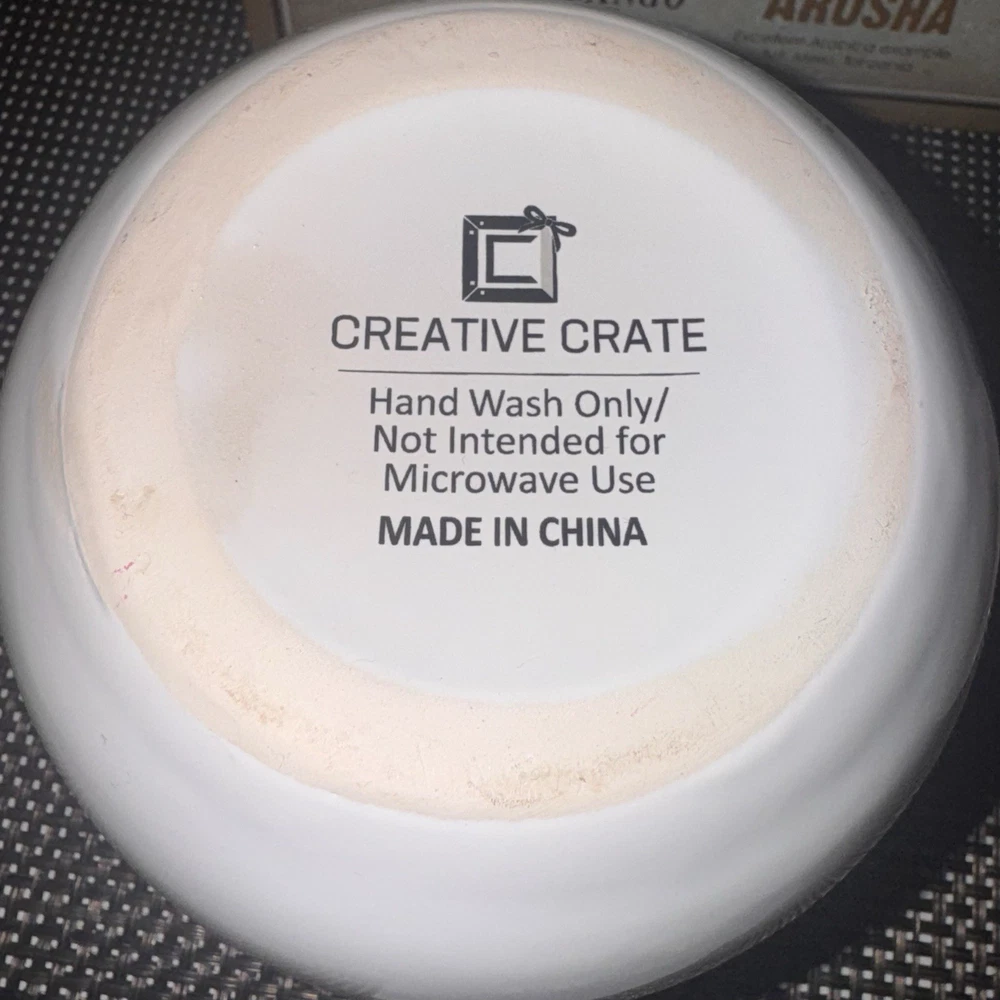 ARUSHA
C
CREATIVE CRATE
Hand Wash Only/
Not Intended for
Microwave Use
MADE IN CHINA